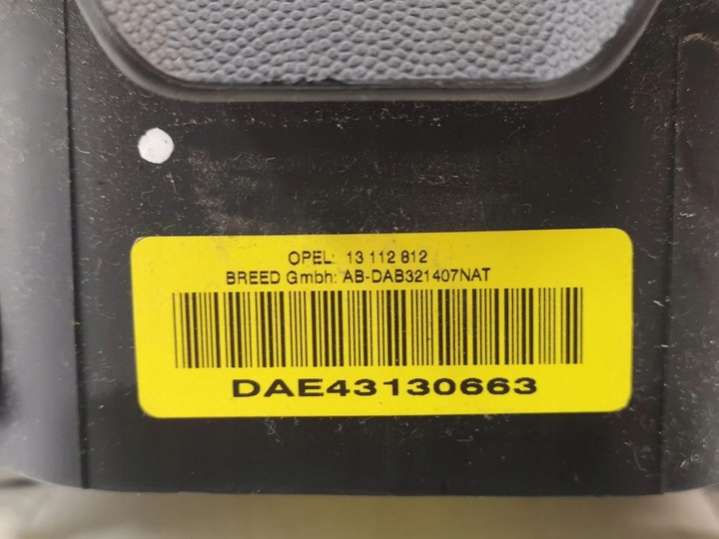 OPEL: 13 112 812
BREED Gmbh: AB-DAB321407NAT
DAE43130663